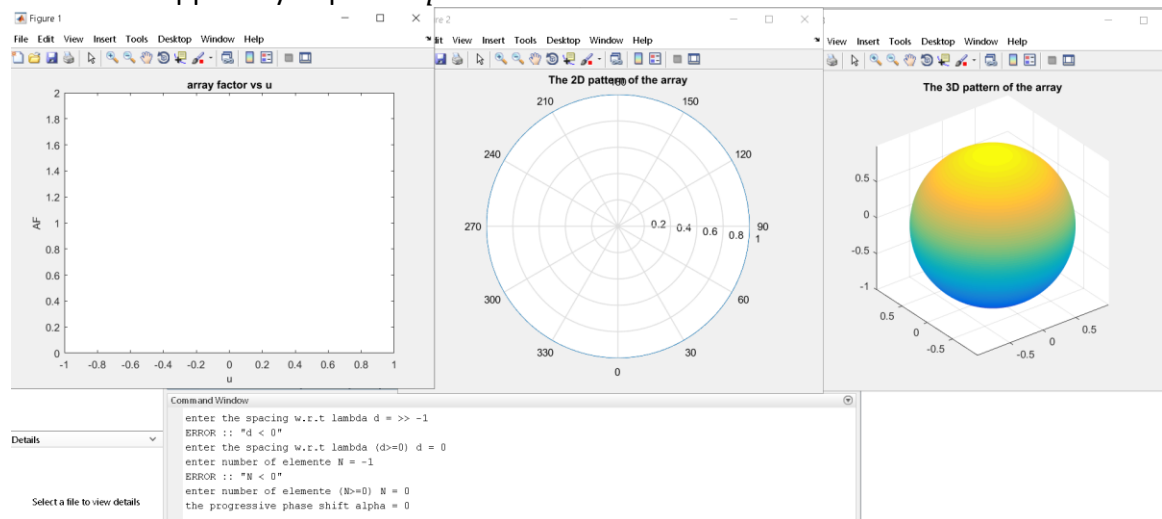 Figure 1
File Edit View Insert Tools Desktop Window Help
array factor vs u
2
1.8
1.6
1.4
1.2
1
0.8
0.6
0.4
0.2
0
AF
-1 -0.8 -0.6 -0.4 -0.2 0 0.2 0.4 0.6 0.8 1
u
re 2
dit View Insert Tools Desktop Window Help
The 2D pattern of the array
180
210 150
240 120
270 0.2 0.4 0.6 0.8 90
1
300 60
330 30
0
View Insert Tools Desktop Window Help
The 3D pattern of the array
0.5
0
-0.5
-1
0.5 0 -0.5
-0.5 0 0.5
Command Window
enter the spacing w.r.t lambda d = >> -1
ERROR :: "d < 0"
enter the spacing w.r.t lambda (d>=0) d = 0
enter number of elemente N = -1
ERROR :: "N < 0"
enter number of elemente (N>=0) N = 0
the progressive phase shift alpha = 0
Details
Select a file to view details